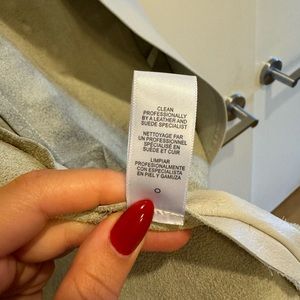 CLEAN
PROFESSIONALLY
BY A LEATHER AND
SUEDE SPECIALIST
NETTOYAGE PAR
UN PROFESSIONNEL
SPÉCIALISÉ EN
SUÈDE ET CUIR
LIMPIAR
PROFESIONALMENTE
CON ESPECIALISTA
EN PIEL Y GAMUZA